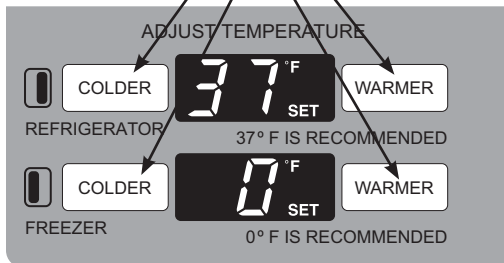 ADJUST TEMPERATURE
COLDER 37 °F SET WARMER
REFRIGERATOR
37° F IS RECOMMENDED
COLDER 0 °F SET WARMER
FREEZER
0° F IS RECOMMENDED